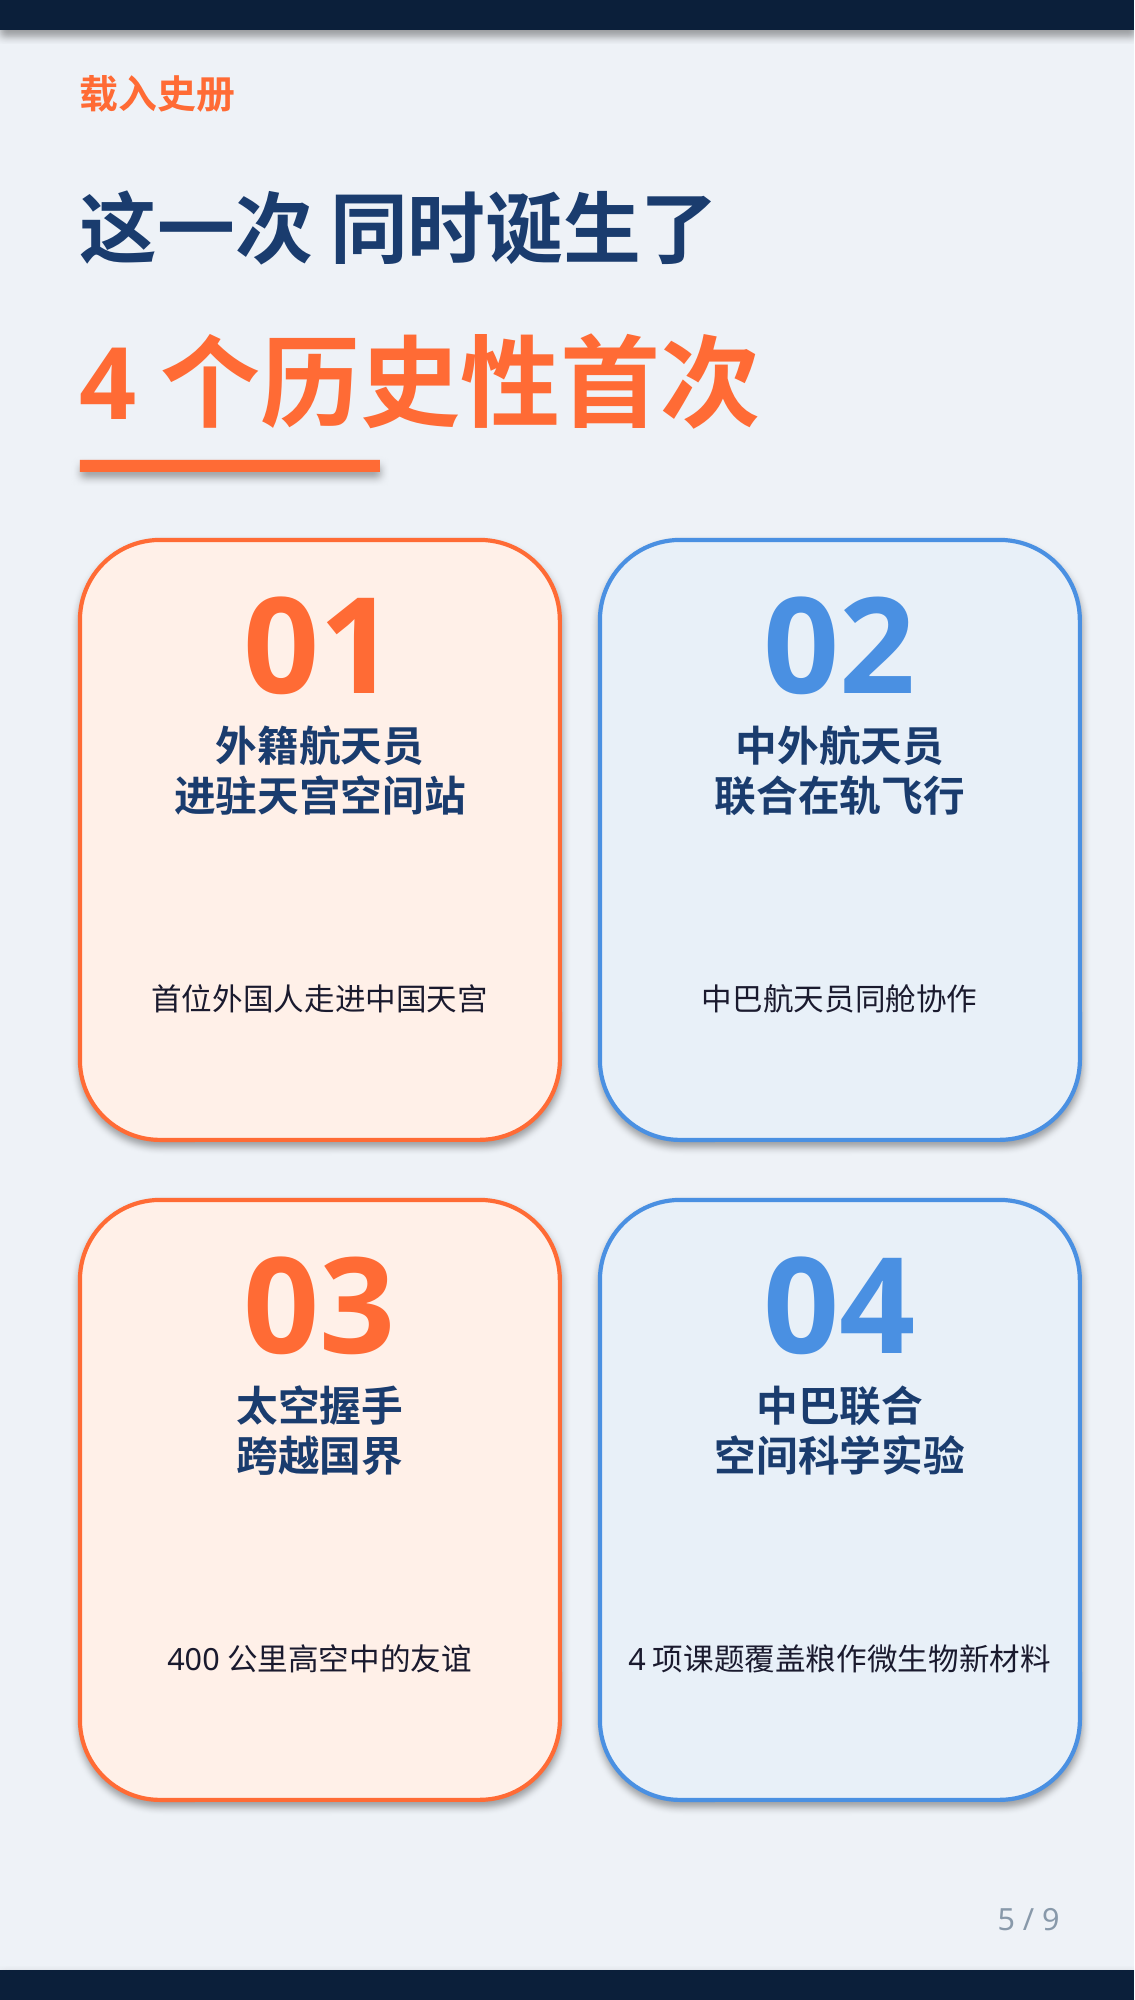 载入史册
这一次 同时诞生了
4 个历史性首次
01
外籍航天员
进驻天宫空间站
首位外国人走进中国天宫
02
中外航天员
联合在轨飞行
中巴航天员同舱协作
03
太空握手
跨越国界
400 公里高空中的友谊
04
中巴联合
空间科学实验
4 项课题覆盖粮作微生物新材料
5 / 9